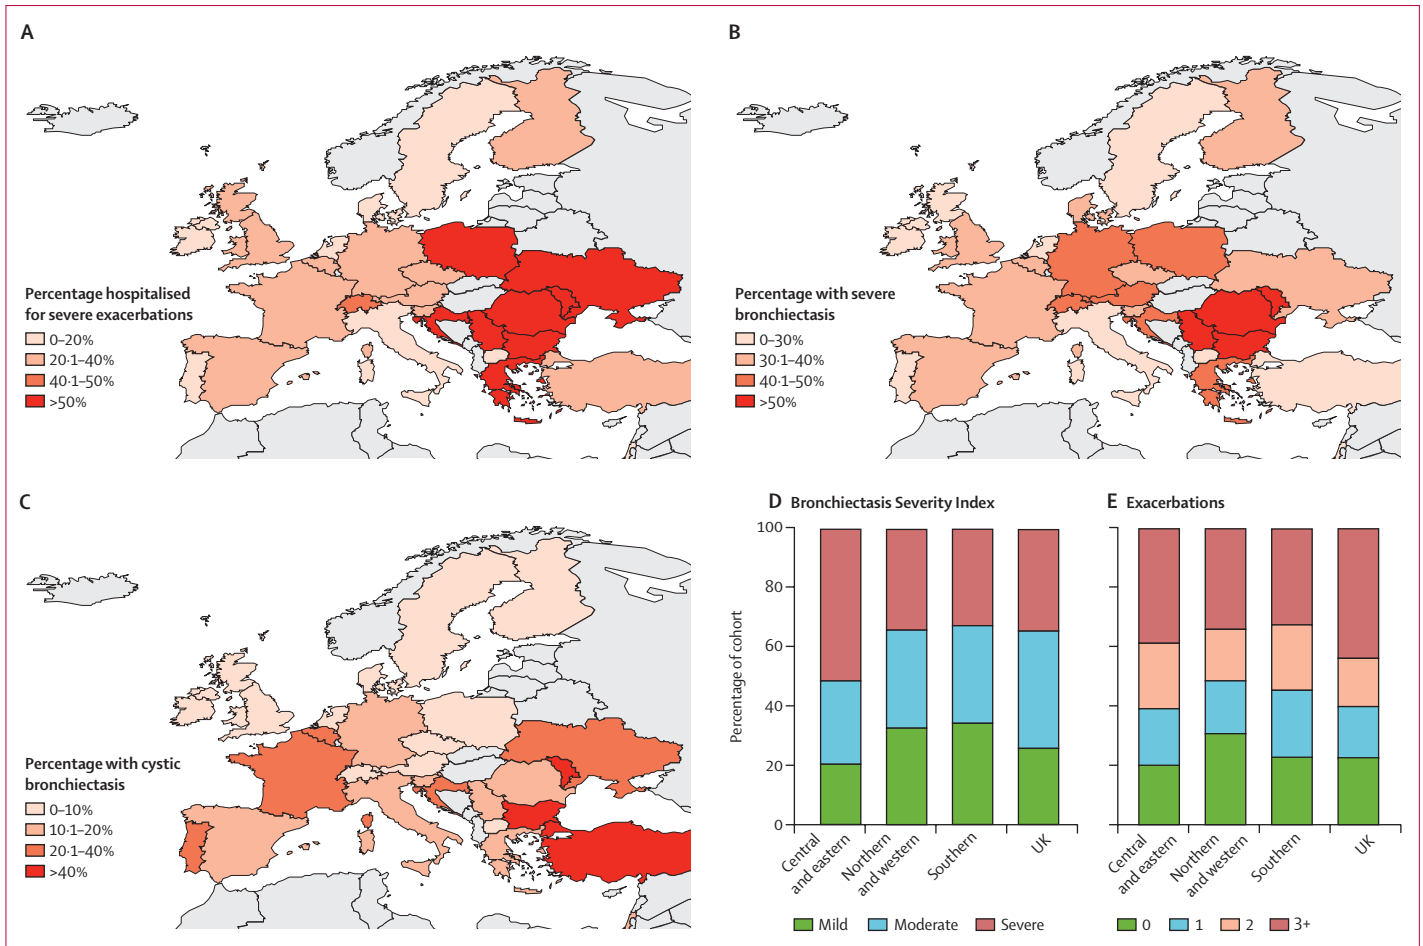 A
Percentage hospitalised
for severe exacerbations
0–20%
20·1–40%
40·1–50%
>50%
B
Percentage with severe
bronchiectasis
0–30%
30·1–40%
40·1–50%
>50%
C
Percentage with cystic
bronchiectasis
0–10%
10·1–20%
20·1–40%
>40%
D Bronchiectasis Severity Index
Percentage of cohort
100
80
60
40
20
0
Central
and eastern
Northern
and western
Southern
UK
Mild Moderate Severe
E Exacerbations
Central
and eastern
Northern
and western
Southern
UK
0 1 2 3+